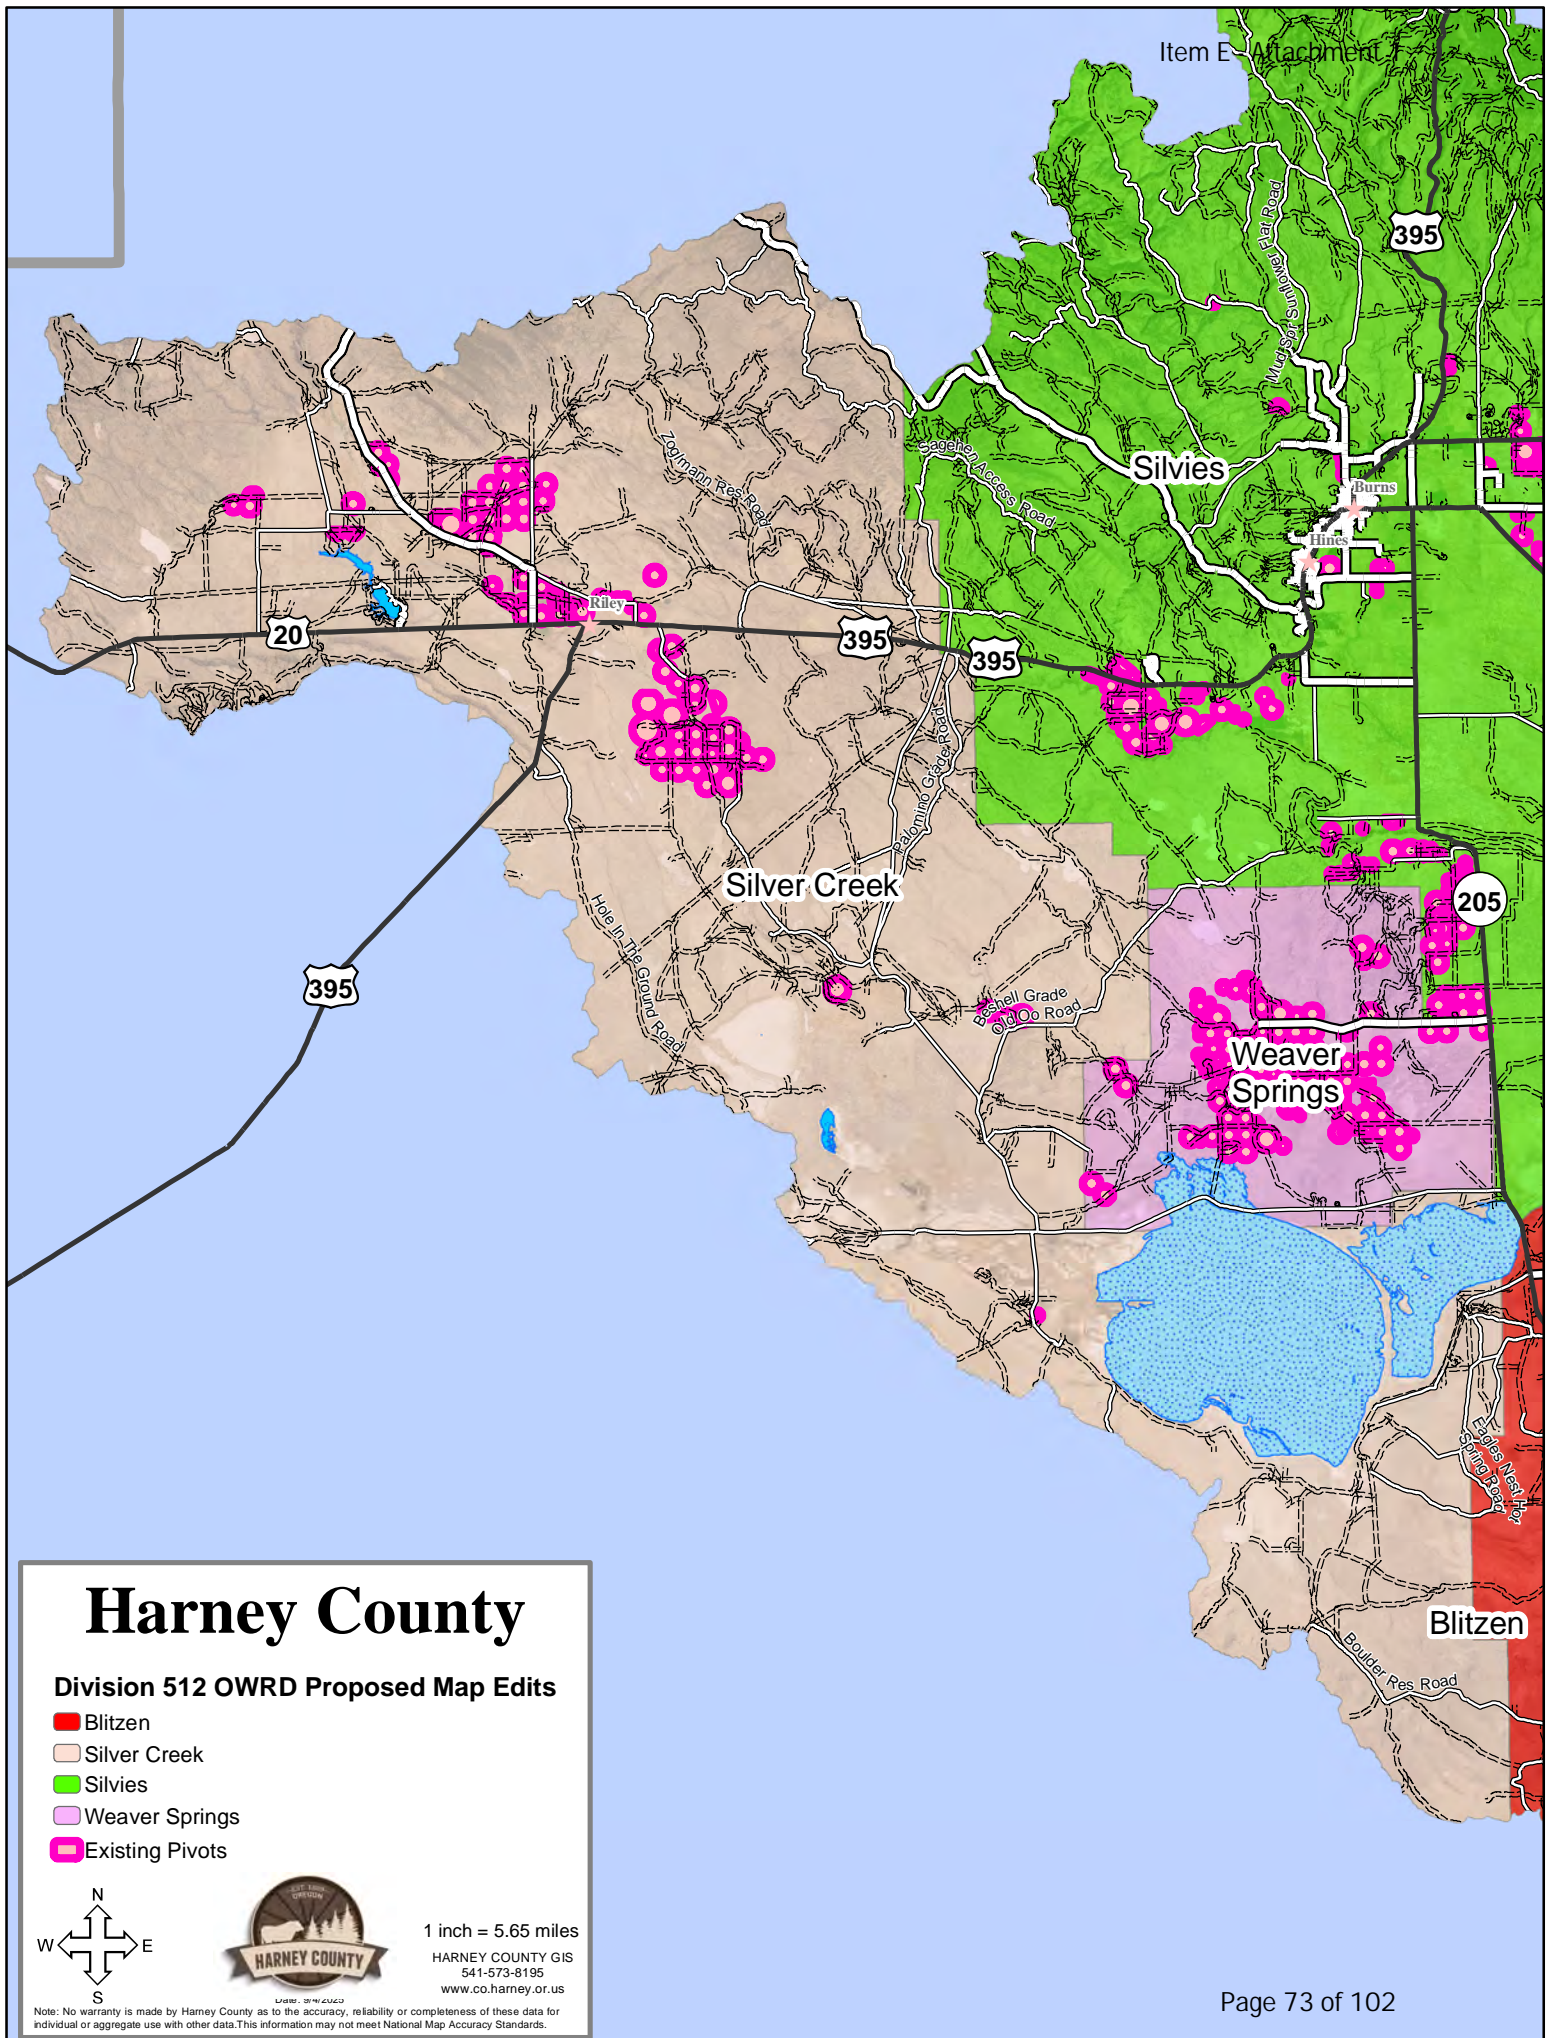 Item E - Attachment 1
395
Mud Spr Sunflower Flat Road
Sagehen Access Road
Silvies
Zoglmann Res Road
Burns
Hines
Riley
20
395
395
Palomino Grade Road
Silver Creek
205
Hole In The Ground Road
395
Beshell Grade
Old Oo Road
Weaver
Springs
Eagles Nest Hot
Spring Road
Blitzen
Boulder Res Road
Harney County
Division 512 OWRD Proposed Map Edits
Blitzen
Silver Creek
Silvies
Weaver Springs
Existing Pivots
N
W E
S
OREGON
HARNEY COUNTY
1 inch = 5.65 miles
HARNEY COUNTY GIS
541-573-8195
www.co.harney.or.us
Date: 9/4/2025
Note: No warranty is made by Harney County as to the accuracy, reliability or completeness of these data for
individual or aggregate use with other data.This information may not meet National Map Accuracy Standards.
Page 73 of 102